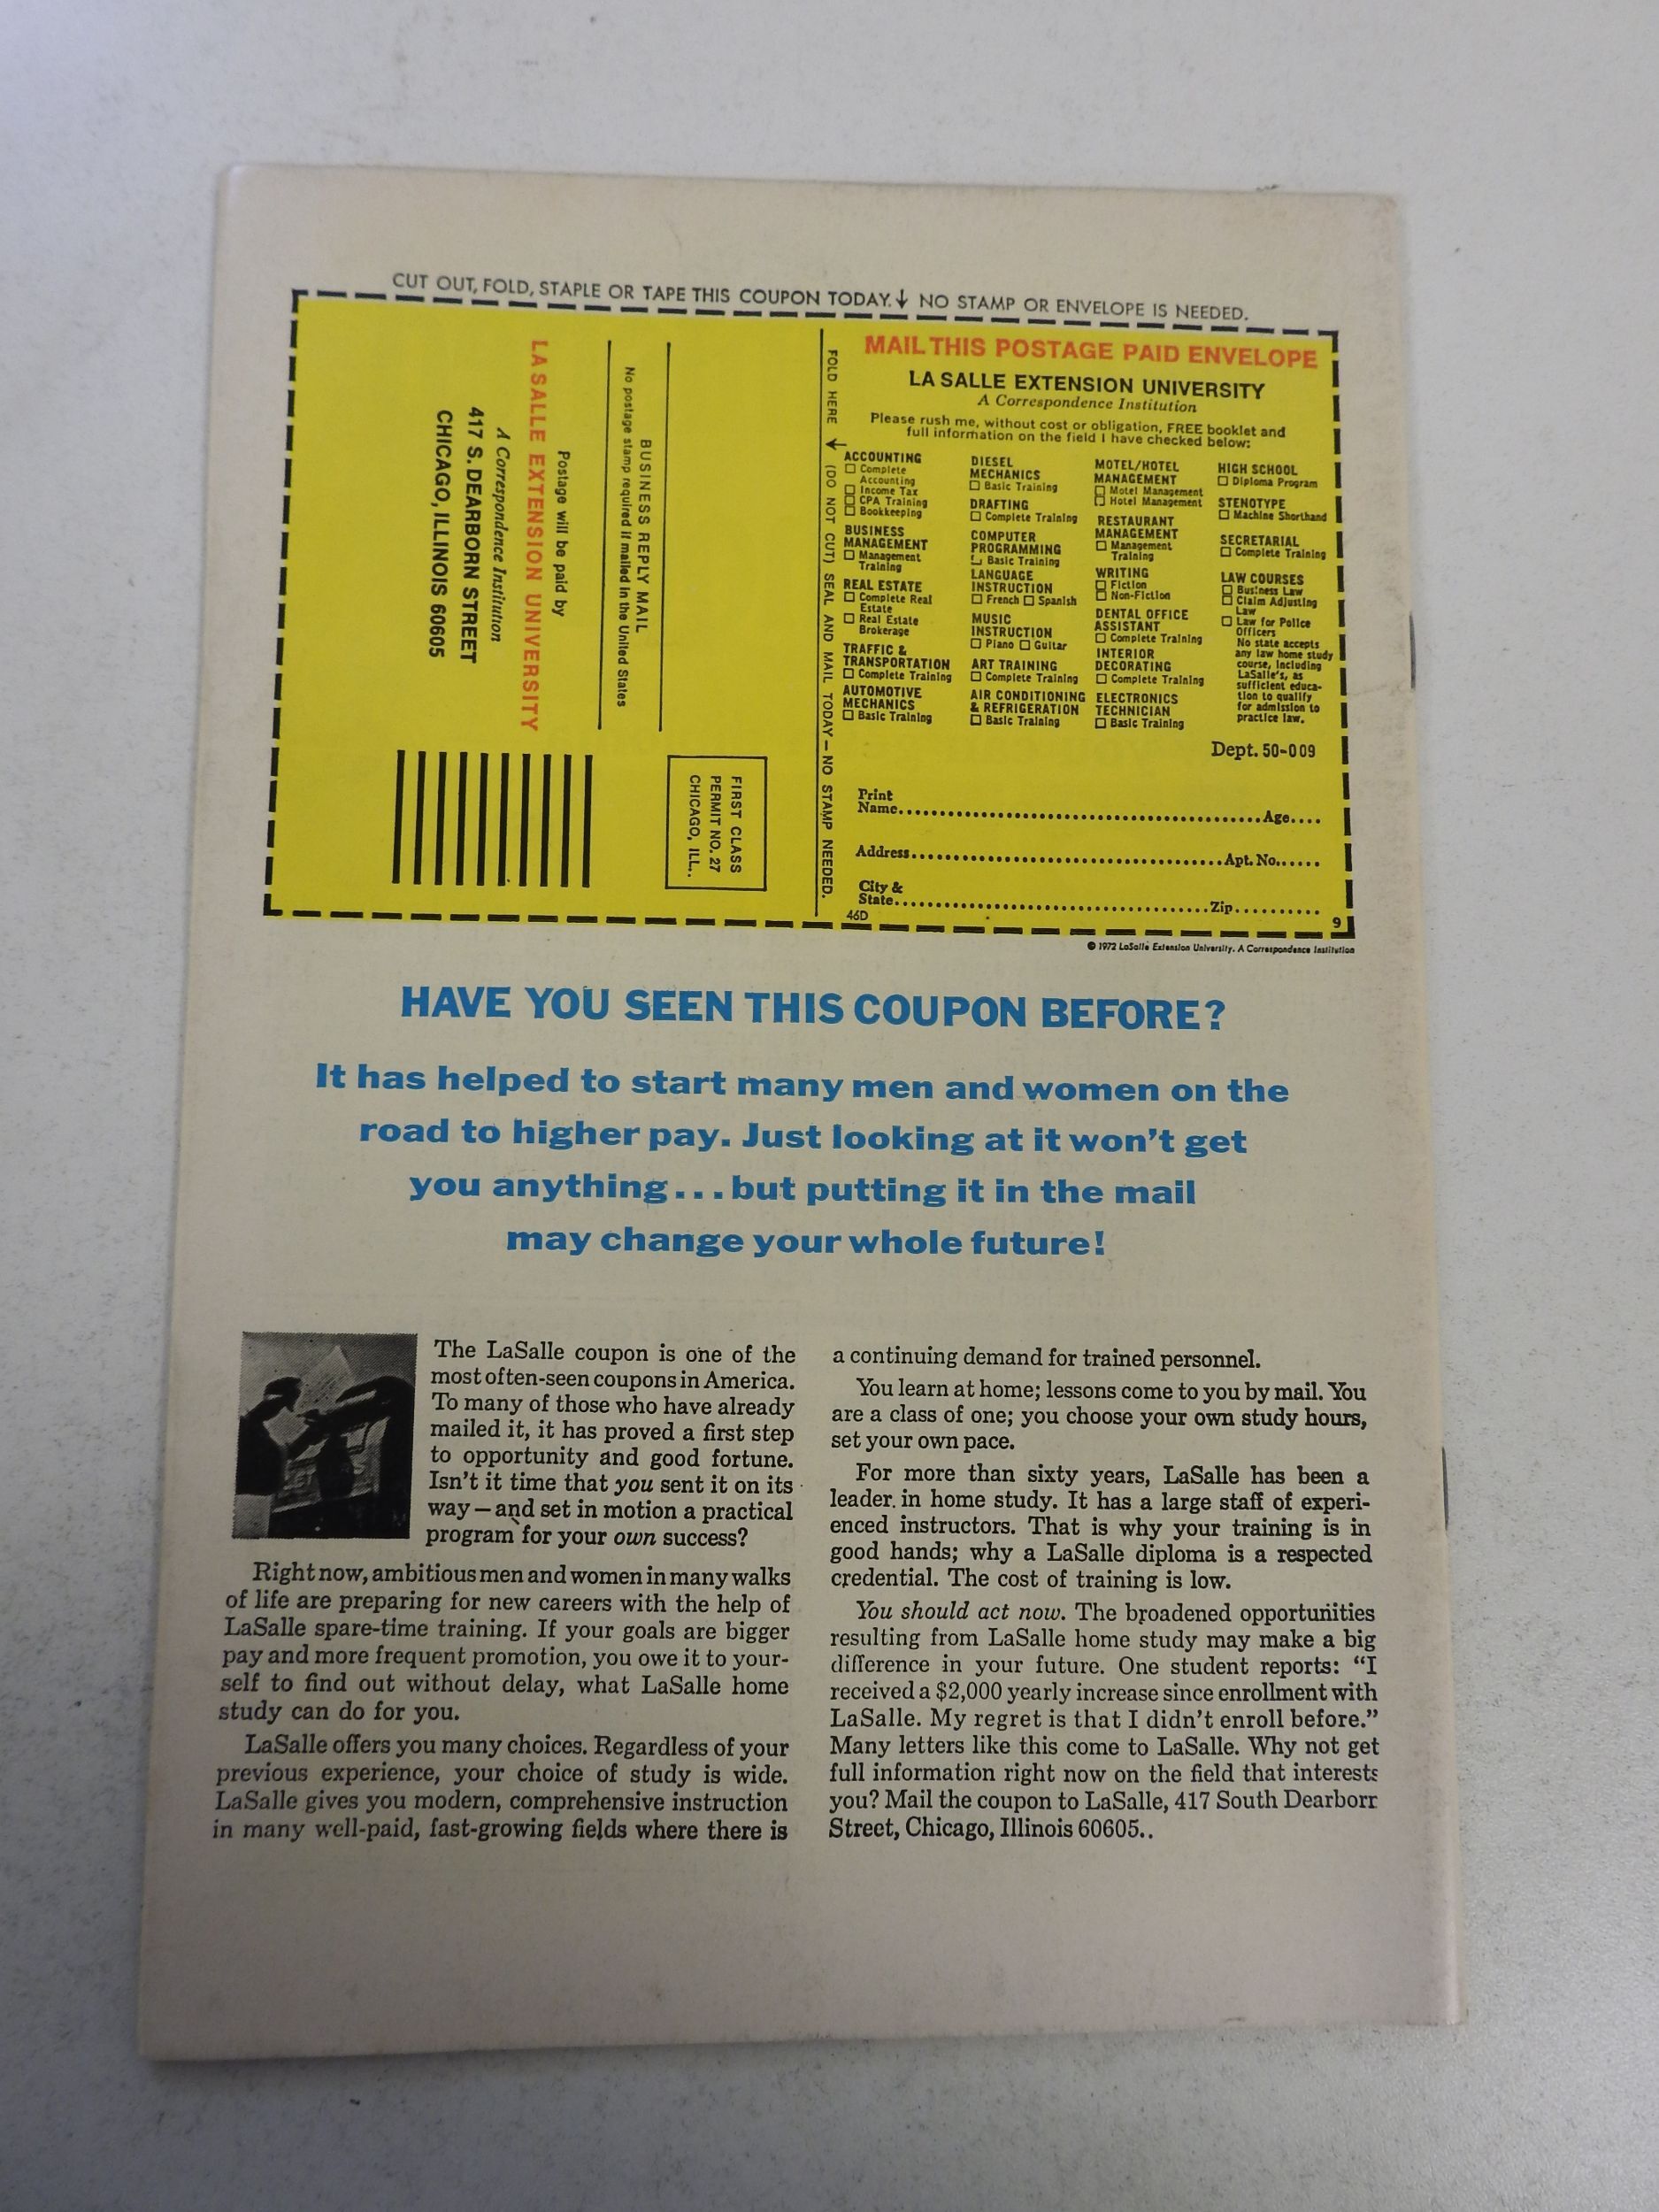 CUT OUT, FOLD, STAPLE OR TAPE THIS COUPON TODAY.↓ NO STAMP OR ENVELOPE IS NEEDED.
BUSINESS REPLY MAIL
No postage stamp required if mailed in the United States
Postage will be paid by
LA SALLE EXTENSION UNIVERSITY
A Correspondence Institution
417 S. DEARBORN STREET
CHICAGO, ILLINOIS 60605
FIRST CLASS
PERMIT NO. 27
CHICAGO, ILL.
FOLD HERE → (DO NOT CUT) SEAL AND MAIL TODAY—NO STAMP NEEDED.
MAIL THIS POSTAGE PAID ENVELOPE
LA SALLE EXTENSION UNIVERSITY
A Correspondence Institution
Please rush me, without cost or obligation, FREE booklet and
full information on the field I have checked below:
ACCOUNTING
☐ Complete
Accounting
☐ Income Tax
☐ CPA Training
☐ Bookkeeping
BUSINESS
MANAGEMENT
☐ Management
Training
REAL ESTATE
☐ Complete Real
Estate
☐ Real Estate
Brokerage
TRAFFIC &
TRANSPORTATION
☐ Complete Training
AUTOMOTIVE
MECHANICS
☐ Basic Training
DIESEL
MECHANICS
☐ Basic Training
DRAFTING
☐ Complete Training
COMPUTER
PROGRAMMING
☐ Basic Training
LANGUAGE
INSTRUCTION
☐ French ☐ Spanish
MUSIC
INSTRUCTION
☐ Piano ☐ Guitar
ART TRAINING
☐ Complete Training
AIR CONDITIONING
& REFRIGERATION
☐ Basic Training
MOTEL/HOTEL
MANAGEMENT
☐ Motel Management
☐ Hotel Management
RESTAURANT
MANAGEMENT
☐ Management
Training
WRITING
☐ Fiction
☐ Non-Fiction
DENTAL OFFICE
ASSISTANT
☐ Complete Training
INTERIOR
DECORATING
☐ Complete Training
ELECTRONICS
TECHNICIAN
☐ Basic Training
HIGH SCHOOL
☐ Diploma Program
STENOTYPE
☐ Machine Shorthand
SECRETARIAL
☐ Complete Training
LAW COURSES
☐ Business Law
☐ Claim Adjusting
Law
☐ Law for Police
Officers
No state accepts
any law home study
course, including
LaSalle's, as
sufficient educa-
tion to qualify
for admission to
practice law.
Dept. 50-009
Print
Name........Age....
Address........Apt. No......
City &
State........Zip..........
46D
9
© 1972 LaSalle Extension University. A Correspondence Institution
HAVE YOU SEEN THIS COUPON BEFORE?
It has helped to start many men and women on the
road to higher pay. Just looking at it won't get
you anything...but putting it in the mail
may change your whole future!
The LaSalle coupon is one of the
most often-seen coupons in America.
To many of those who have already
mailed it, it has proved a first step
to opportunity and good fortune.
Isn't it time that you sent it on its
way—and set in motion a practical
program for your own success?
Right now, ambitious men and women in many walks
of life are preparing for new careers with the help of
LaSalle spare-time training. If your goals are bigger
pay and more frequent promotion, you owe it to your-
self to find out without delay, what LaSalle home
study can do for you.
LaSalle offers you many choices. Regardless of your
previous experience, your choice of study is wide.
LaSalle gives you modern, comprehensive instruction
in many well-paid, fast-growing fields where there is
a continuing demand for trained personnel.
You learn at home; lessons come to you by mail. You
are a class of one; you choose your own study hours,
set your own pace.
For more than sixty years, LaSalle has been a
leader in home study. It has a large staff of experi-
enced instructors. That is why your training is in
good hands; why a LaSalle diploma is a respected
credential. The cost of training is low.
You should act now. The broadened opportunities
resulting from LaSalle home study may make a big
difference in your future. One student reports: "I
received a $2,000 yearly increase since enrollment with
LaSalle. My regret is that I didn't enroll before."
Many letters like this come to LaSalle. Why not get
full information right now on the field that interests
you? Mail the coupon to LaSalle, 417 South Dearborn
Street, Chicago, Illinois 60605..